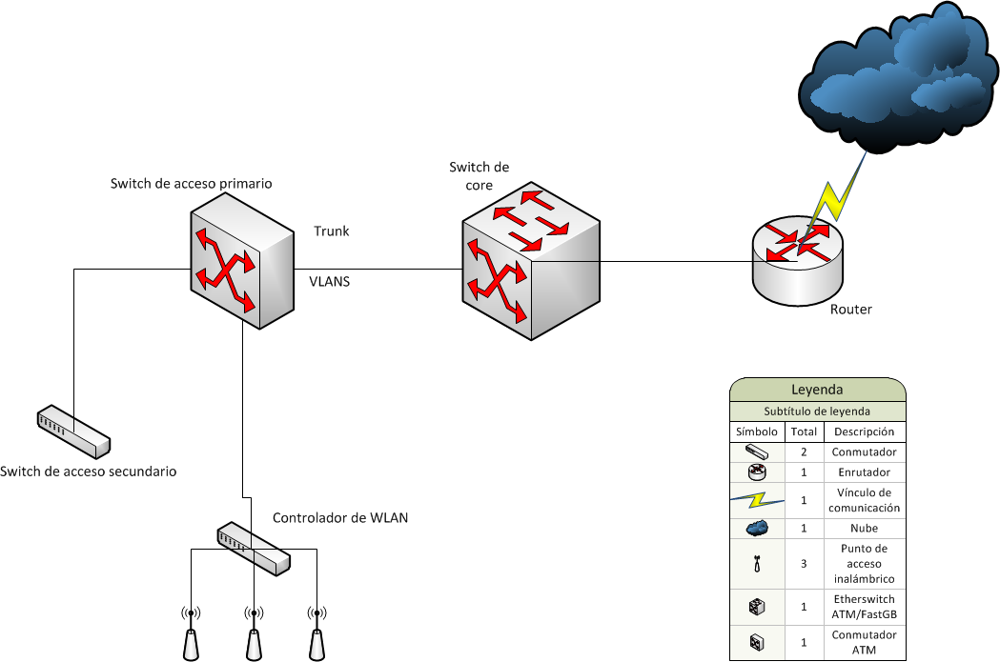 Switch de acceso primario
Switch de
core
Trunk
VLANS
Router
Switch de acceso secundario
Controlador de WLAN
Leyenda
Subtítulo de leyenda
Símbolo Total Descripción
2 Conmutador
1 Enrutador
1 Vínculo de
comunicación
1 Nube
3 Punto de
acceso
inalámbrico
1 Etherswitch
ATM/FastGB
1 Conmutador
ATM